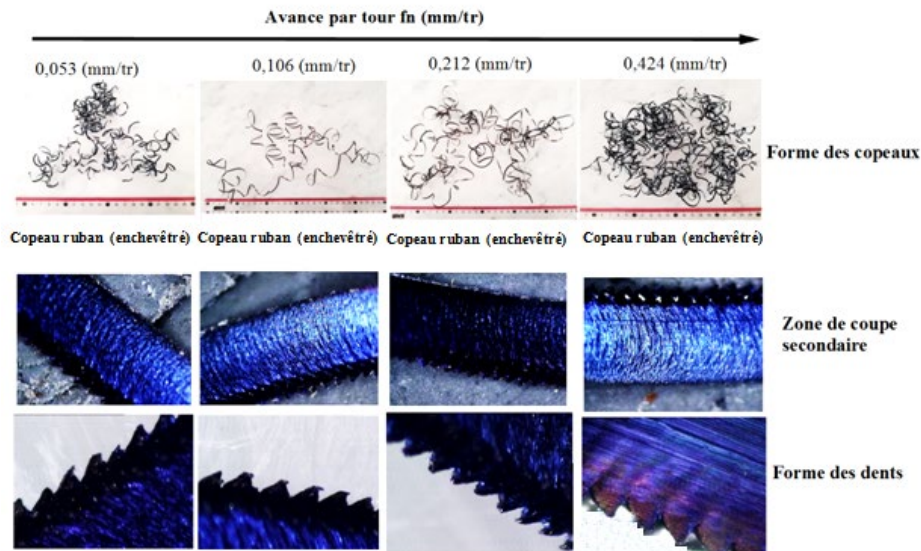 Avance par tour fn (mm/tr)
0,053 (mm/tr)
0,106 (mm/tr)
0,212 (mm/tr)
0,424 (mm/tr)
Forme des copeaux
Copeau ruban (enchevêtré)
Copeau ruban (enchevêtré)
Copeau ruban (enchevêtré)
Copeau ruban (enchevêtré)
Zone de coupe
secondaire
Forme des dents